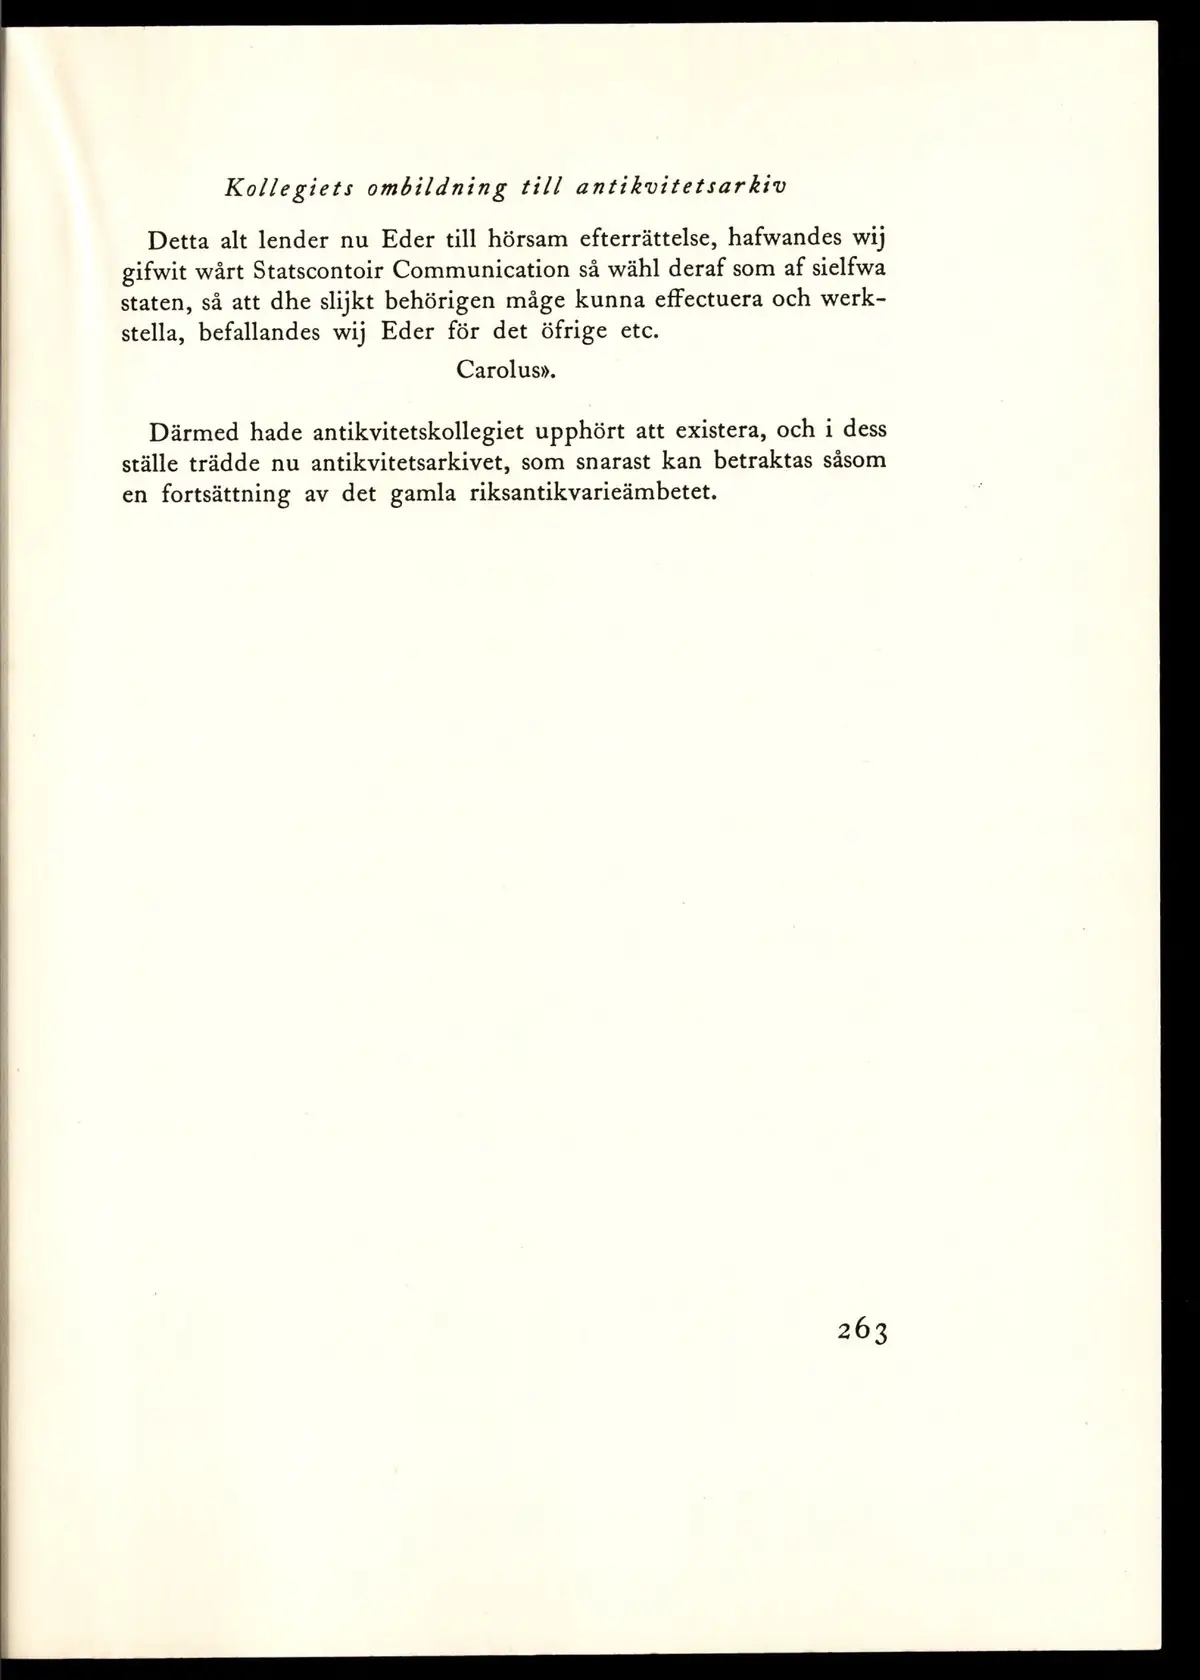 Kollegiets ombildning till antikvitetsarkiv
Detta alt lender nu Eder till hörsam efterrättelse, hafwandes wij
gifwit wårt Statscontoir Communication så wähl deraf som af sielfwa
staten, så att dhe slijkt behörigen måge kunna effectuera och werk-
stella, befallandes wij Eder för det öfrige etc.
Carolus».
Därmed hade antikvitetskollegiet upphört att existera, och i dess
ställe trädde nu antikvitetsarkivet, som snarast kan betraktas såsom
en fortsättning av det gamla riksantikvarieämbetet.
263